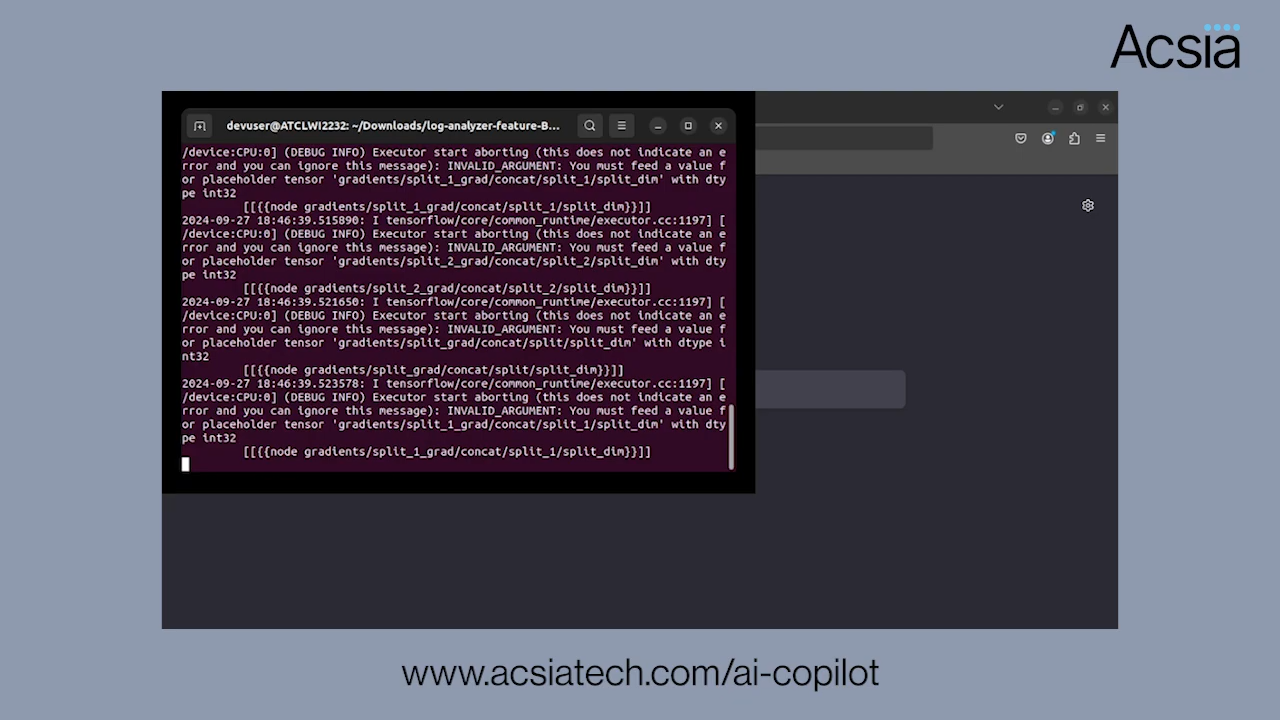 Acsia
devuser@ATCLWI2232: ~/Downloads/log-analyzer-feature-B...
/device:CPU:0] (DEBUG INFO) Executor start aborting (this does not indicate an e
rror and you can ignore this message): INVALID_ARGUMENT: You must feed a value f
or placeholder tensor 'gradients/split_1_grad/concat/split_1/split_dim' with dty
pe int32
[[{{node gradients/split_1_grad/concat/split_1/split_dim}}]]
2024-09-27 18:46:39.515890: I tensorflow/core/common_runtime/executor.cc:1197] [
/device:CPU:0] (DEBUG INFO) Executor start aborting (this does not indicate an e
rror and you can ignore this message): INVALID_ARGUMENT: You must feed a value f
or placeholder tensor 'gradients/split_2_grad/concat/split_2/split_dim' with dty
pe int32
[[{{node gradients/split_2_grad/concat/split_2/split_dim}}]]
2024-09-27 18:46:39.521650: I tensorflow/core/common_runtime/executor.cc:1197] [
/device:CPU:0] (DEBUG INFO) Executor start aborting (this does not indicate an e
rror and you can ignore this message): INVALID_ARGUMENT: You must feed a value f
or placeholder tensor 'gradients/split_grad/concat/split/split_dim' with dtype i
nt32
[[{{node gradients/split_grad/concat/split/split_dim}}]]
2024-09-27 18:46:39.523578: I tensorflow/core/common_runtime/executor.cc:1197] [
/device:CPU:0] (DEBUG INFO) Executor start aborting (this does not indicate an e
rror and you can ignore this message): INVALID_ARGUMENT: You must feed a value f
or placeholder tensor 'gradients/split_1_grad/concat/split_1/split_dim' with dty
pe int32
[[{{node gradients/split_1_grad/concat/split_1/split_dim}}]]
www.acsiatech.com/ai-copilot